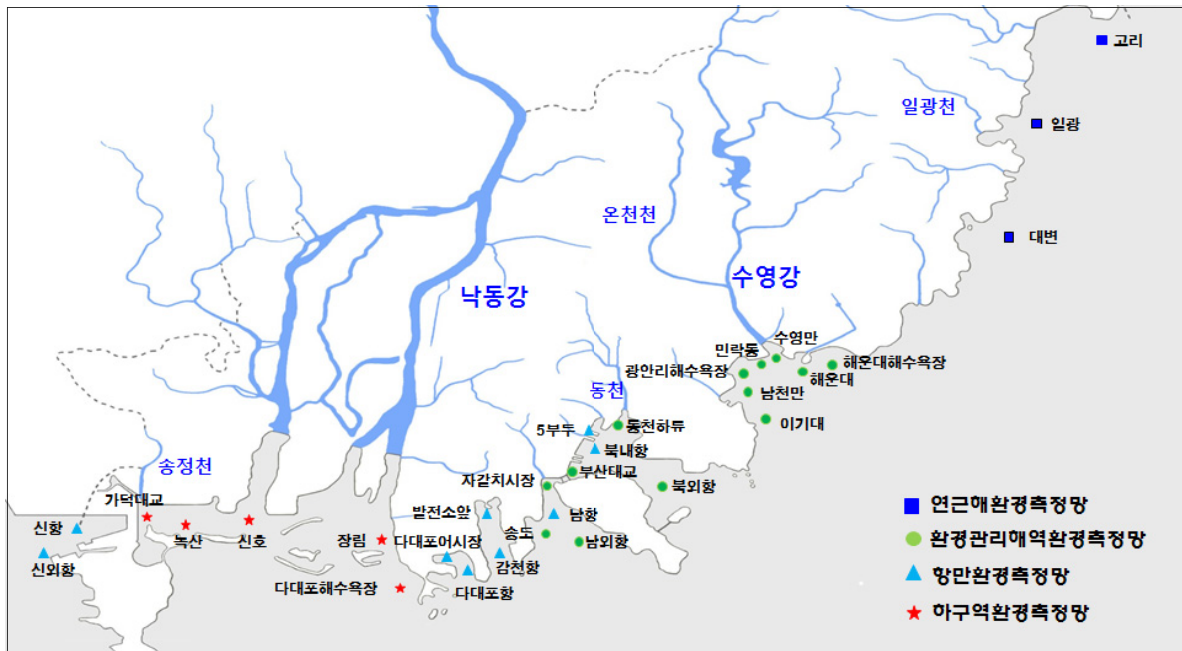 고리
일광천
일광
온천천
대변
수영강
낙동강
수영만
민락동
해운대해수욕장
광안리해수욕장
해운대
남천만
동천
이기대
동천하류
5부두
북내항
송정천
부산대교
자갈치시장
북외항
가덕대교
발전소앞
남항
연근해환경측정망
신항
녹산
신호
장림
다대포어시장
송도
남외항
환경관리해역환경측정망
신외항
감천항
항만환경측정망
다대포해수욕장
다대포항
하구역환경측정망